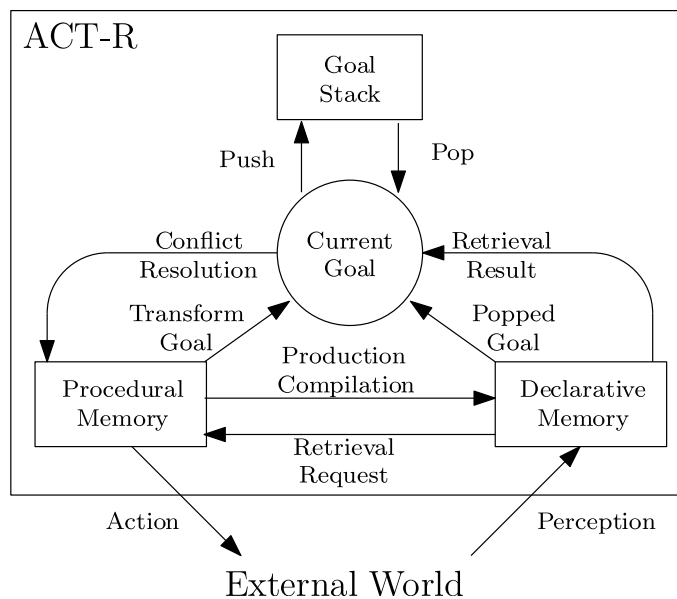 ACT-R
Goal
Stack
Push
Pop
Conflict
Resolution
Current
Goal
Retrieval
Result
Transform
Goal
Popped
Goal
Production
Compilation
Procedural
Memory
Declarative
Memory
Retrieval
Request
Action
Perception
External World